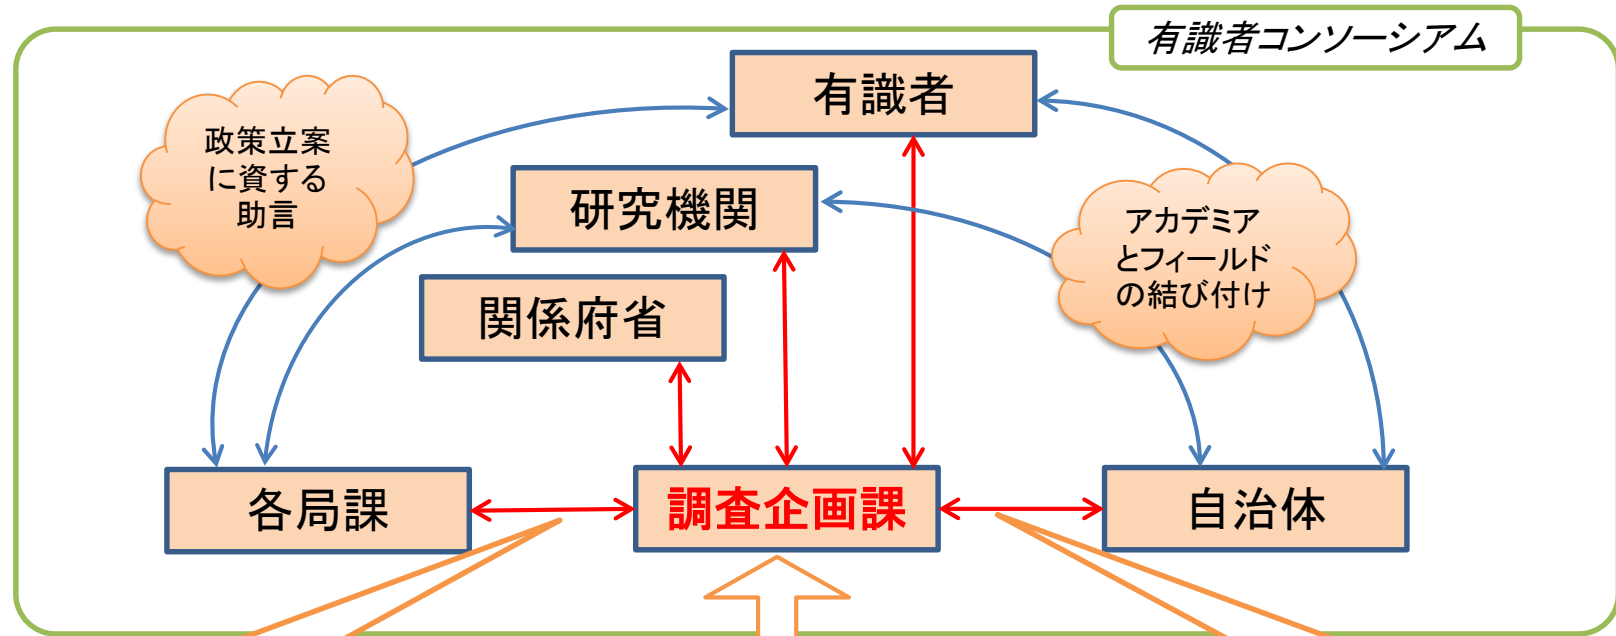 有識者コンソーシアム
有識者
政策立案
に資する
助言
研究機関
アカデミア
とフィールド
の結び付け
関係府省
各局課
調査企画課
自治体